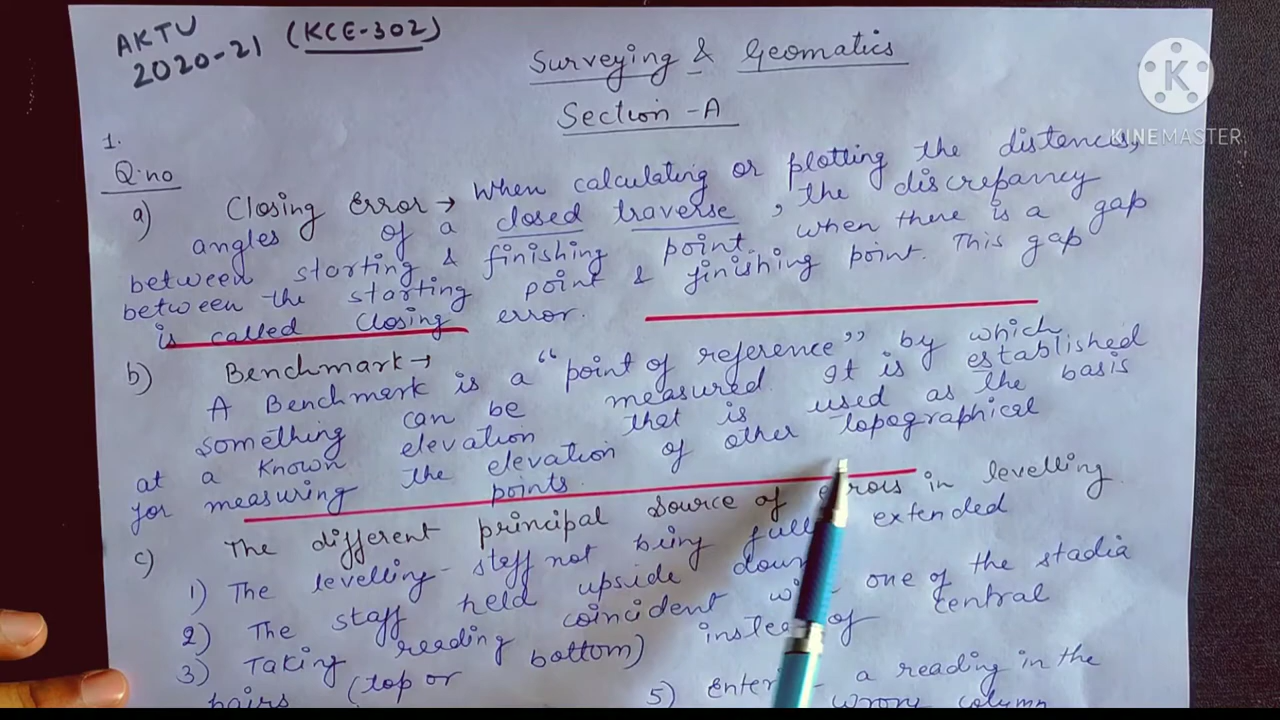 AKTU
2020-21 (KCE-302)
Surveying & Geomatics
Section -A
K
KINEMASTER
1.
Q.no
a) Closing Error → When calculating or plotting the distances,
angles of a closed traverse, the discrepancy
between starting & finishing point. when there is a gap
between the starting point & finishing point. This gap
is called Closing error.
b) Benchmark →
A Benchmark is a "point of reference" by which
something can be measured. It is established
at a known elevation that is used as the basis
for measuring the elevation of other topographical
points.
c) The different principal source of errors in levelling
1) The levelling-staff not being fully extended
2) The staff held upside down
3) Taking reading coincident one of the stadia
hairs (top or bottom) instead of central
5) a reading in the
wrong column